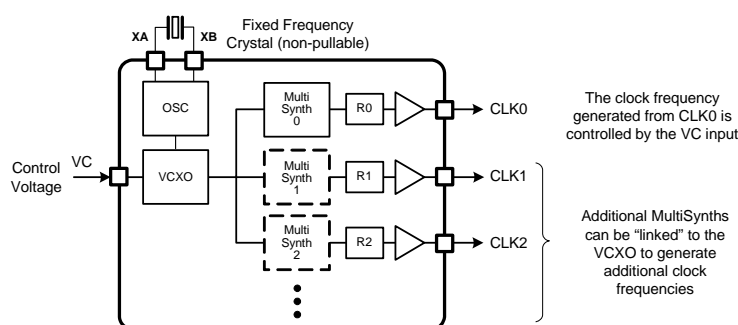 Fixed Frequency
Crystal (non-pullable)
XA
XB
OSC
Multi
Synth
0
R0
CLK0
The clock frequency
generated from CLK0 is
controlled by the VC input
Control
Voltage
VC
VCXO
Multi
Synth
1
R1
CLK1
Multi
Synth
2
R2
CLK2
Additional MultiSynths
can be “linked” to the
VCXO to generate
additional clock
frequencies